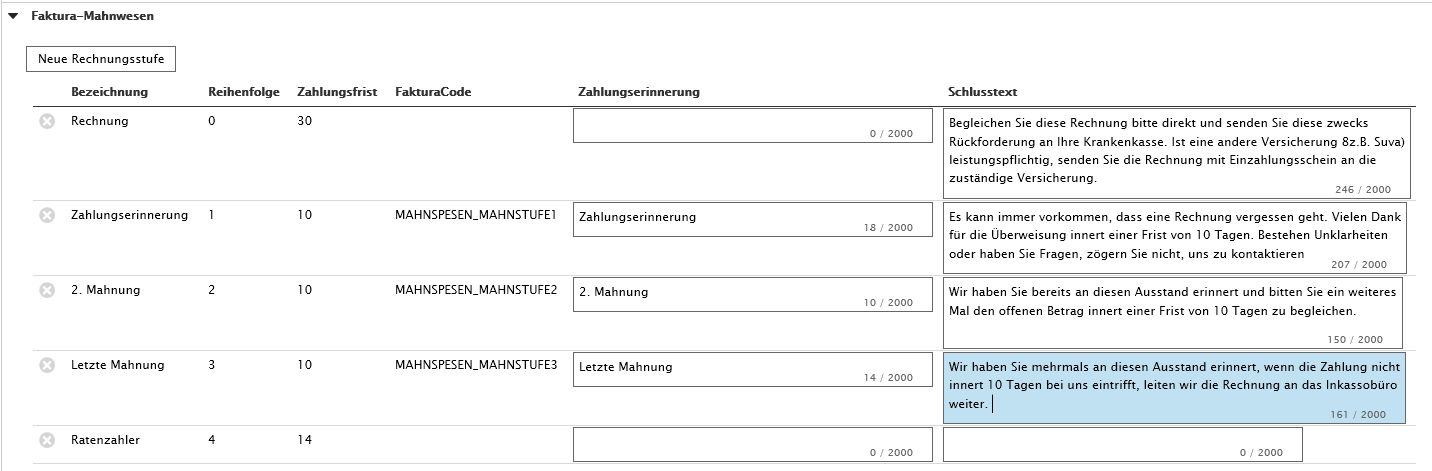 Faktura-Mahnwesen
Neue Rechnungsstufe
Bezeichnung Reihenfolge Zahlungsfrist FakturaCode Zahlungserinnerung Schlusstext
Rechnung 0 30
0 / 2000
Begleichen Sie diese Rechnung bitte direkt und senden Sie diese zwecks
Rückforderung an Ihre Krankenkasse. Ist eine andere Versicherung 8z.B. Suva)
leistungspflichtig, senden Sie die Rechnung mit Einzahlungsschein an die
zuständige Versicherung.
246 / 2000
Zahlungserinnerung 1 10 MAHNSPESEN_MAHNSTUFE1 Zahlungserinnerung
18 / 2000
Es kann immer vorkommen, dass eine Rechnung vergessen geht. Vielen Dank
für die Überweisung innert einer Frist von 10 Tagen. Bestehen Unklarheiten
oder haben Sie Fragen, zögern Sie nicht, uns zu kontaktieren
207 / 2000
2. Mahnung 2 10 MAHNSPESEN_MAHNSTUFE2 2. Mahnung
10 / 2000
Wir haben Sie bereits an diesen Ausstand erinnert und bitten Sie ein weiteres
Mal den offenen Betrag innert einer Frist von 10 Tagen zu begleichen.
150 / 2000
Letzte Mahnung 3 10 MAHNSPESEN_MAHNSTUFE3 Letzte Mahnung
14 / 2000
Wir haben Sie mehrmals an diesen Ausstand erinnert, wenn die Zahlung nicht
innert 10 Tagen bei uns eintrifft, leiten wir die Rechnung an das Inkassobüro
weiter.
161 / 2000
Ratenzahler 4 14
0 / 2000
0 / 2000